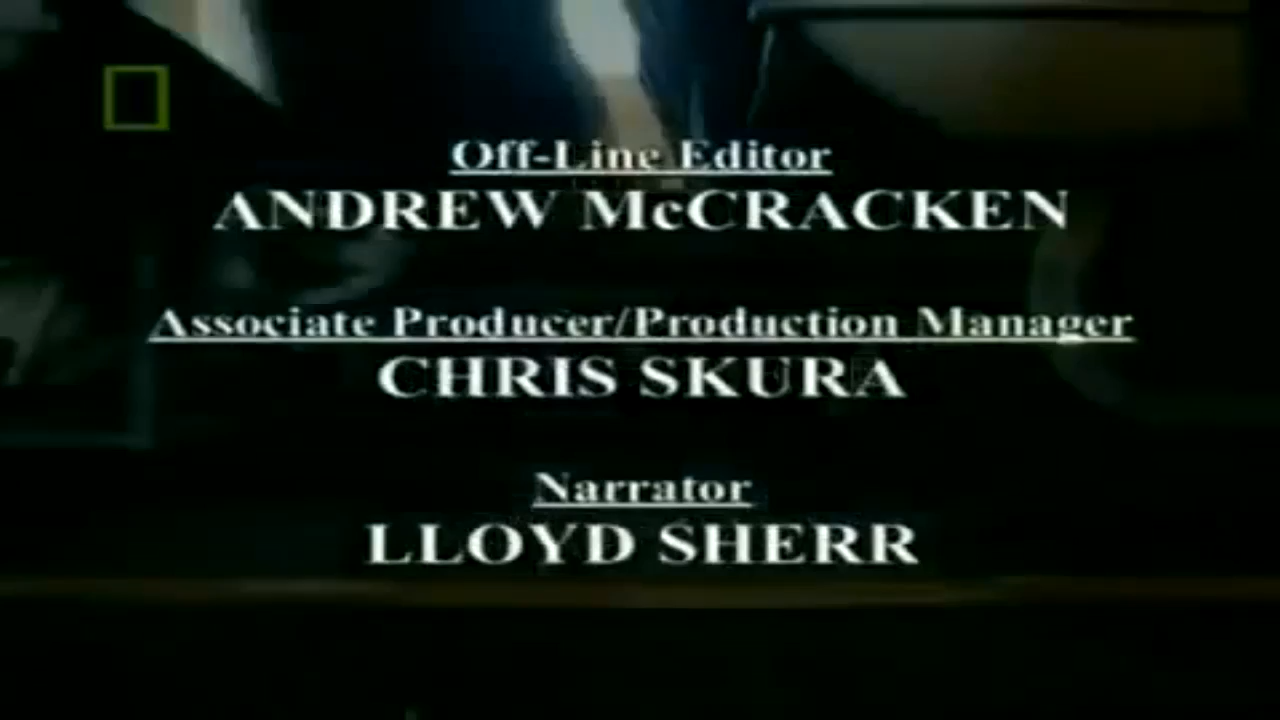 Off-Line Editor
ANDREW McCRACKEN
Associate Producer/Production Manager
CHRIS SKURA
Narrator
LLOYD SHERR